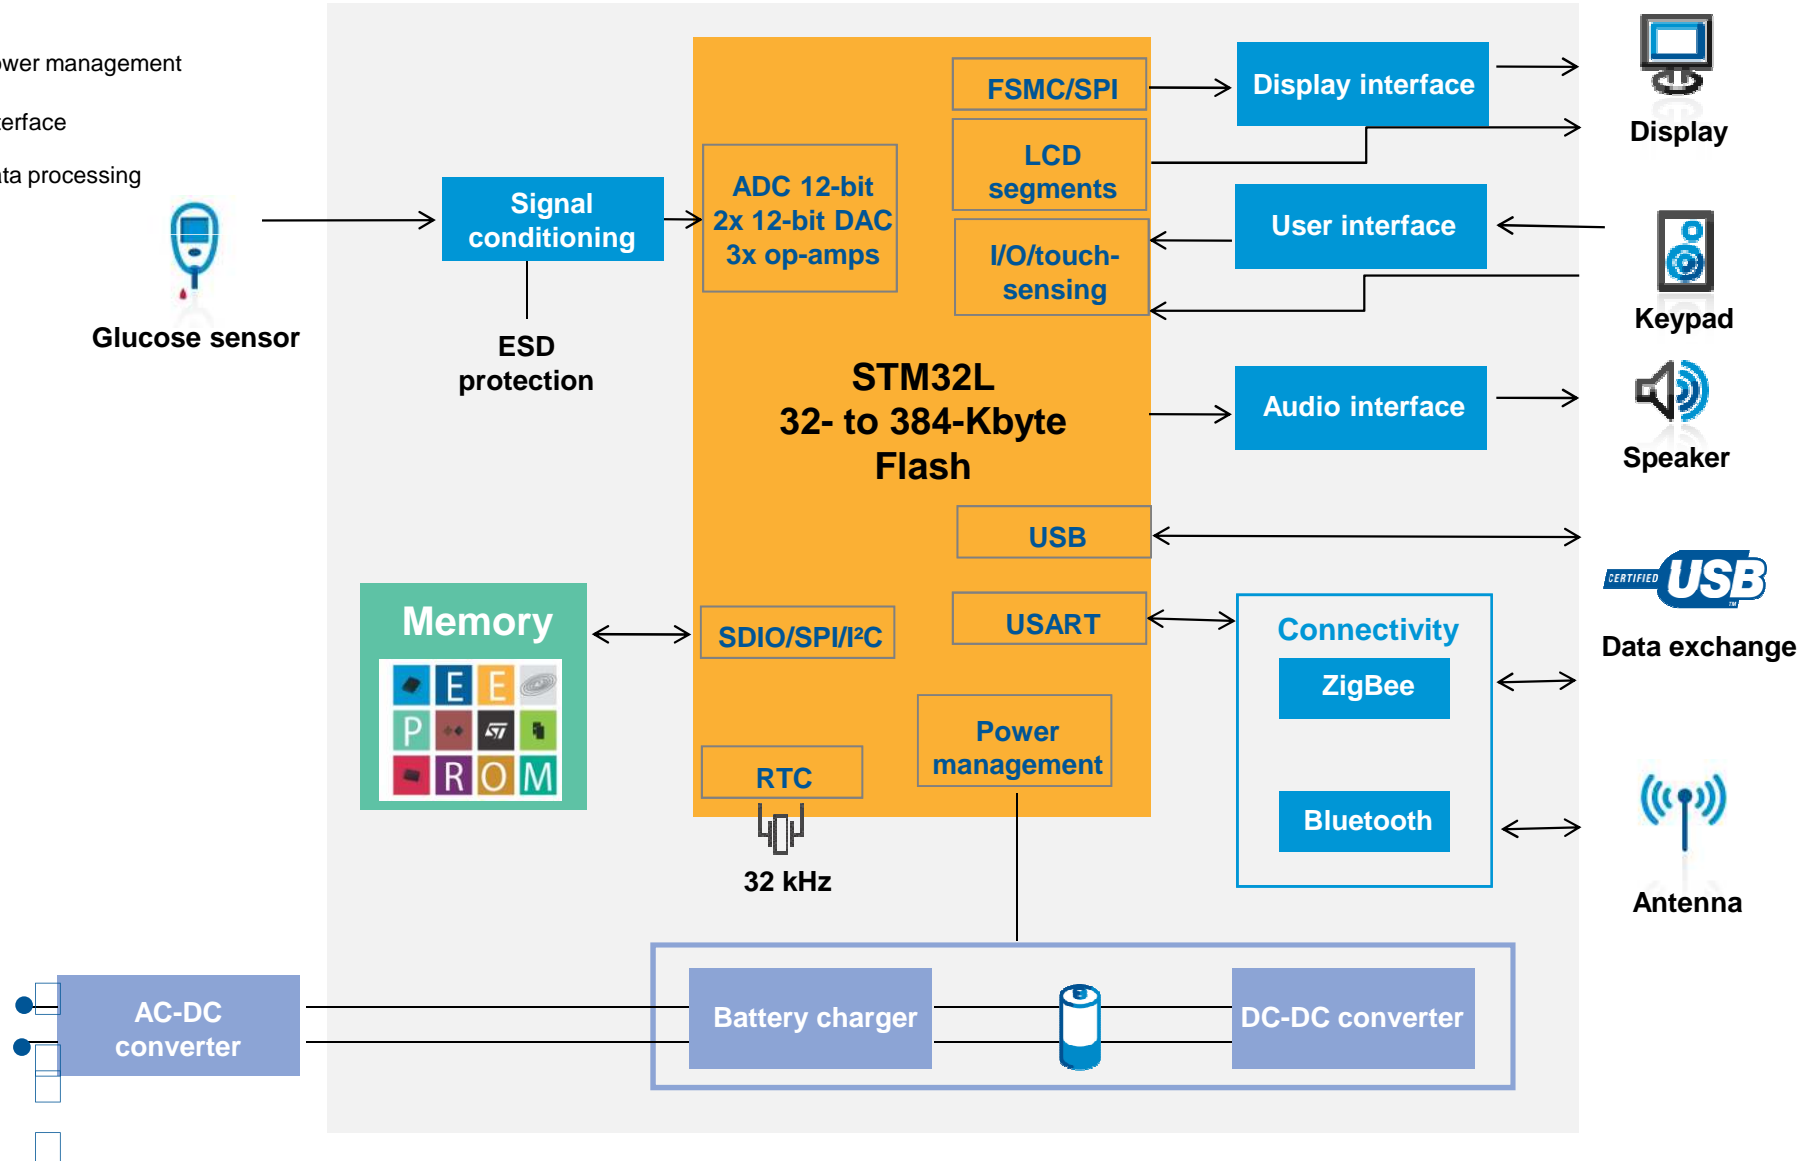 ower management
terface
ata processing
Glucose sensor
Signal
conditioning
ESD
protection
ADC 12-bit
2x 12-bit DAC
3x op-amps
FSMC/SPI
LCD
segments
I/O/touch-
sensing
STM32L
32- to 384-Kbyte
Flash
USB
USART
SDIO/SPI/I²C
Power
management
RTC
32 kHz
Memory
E E
P ST
R O M
Display interface
User interface
Audio interface
Connectivity
ZigBee
Bluetooth
Display
Keypad
Speaker
CERTIFIED USB
TM
Data exchange
Antenna
AC-DC
converter
Battery charger
DC-DC converter